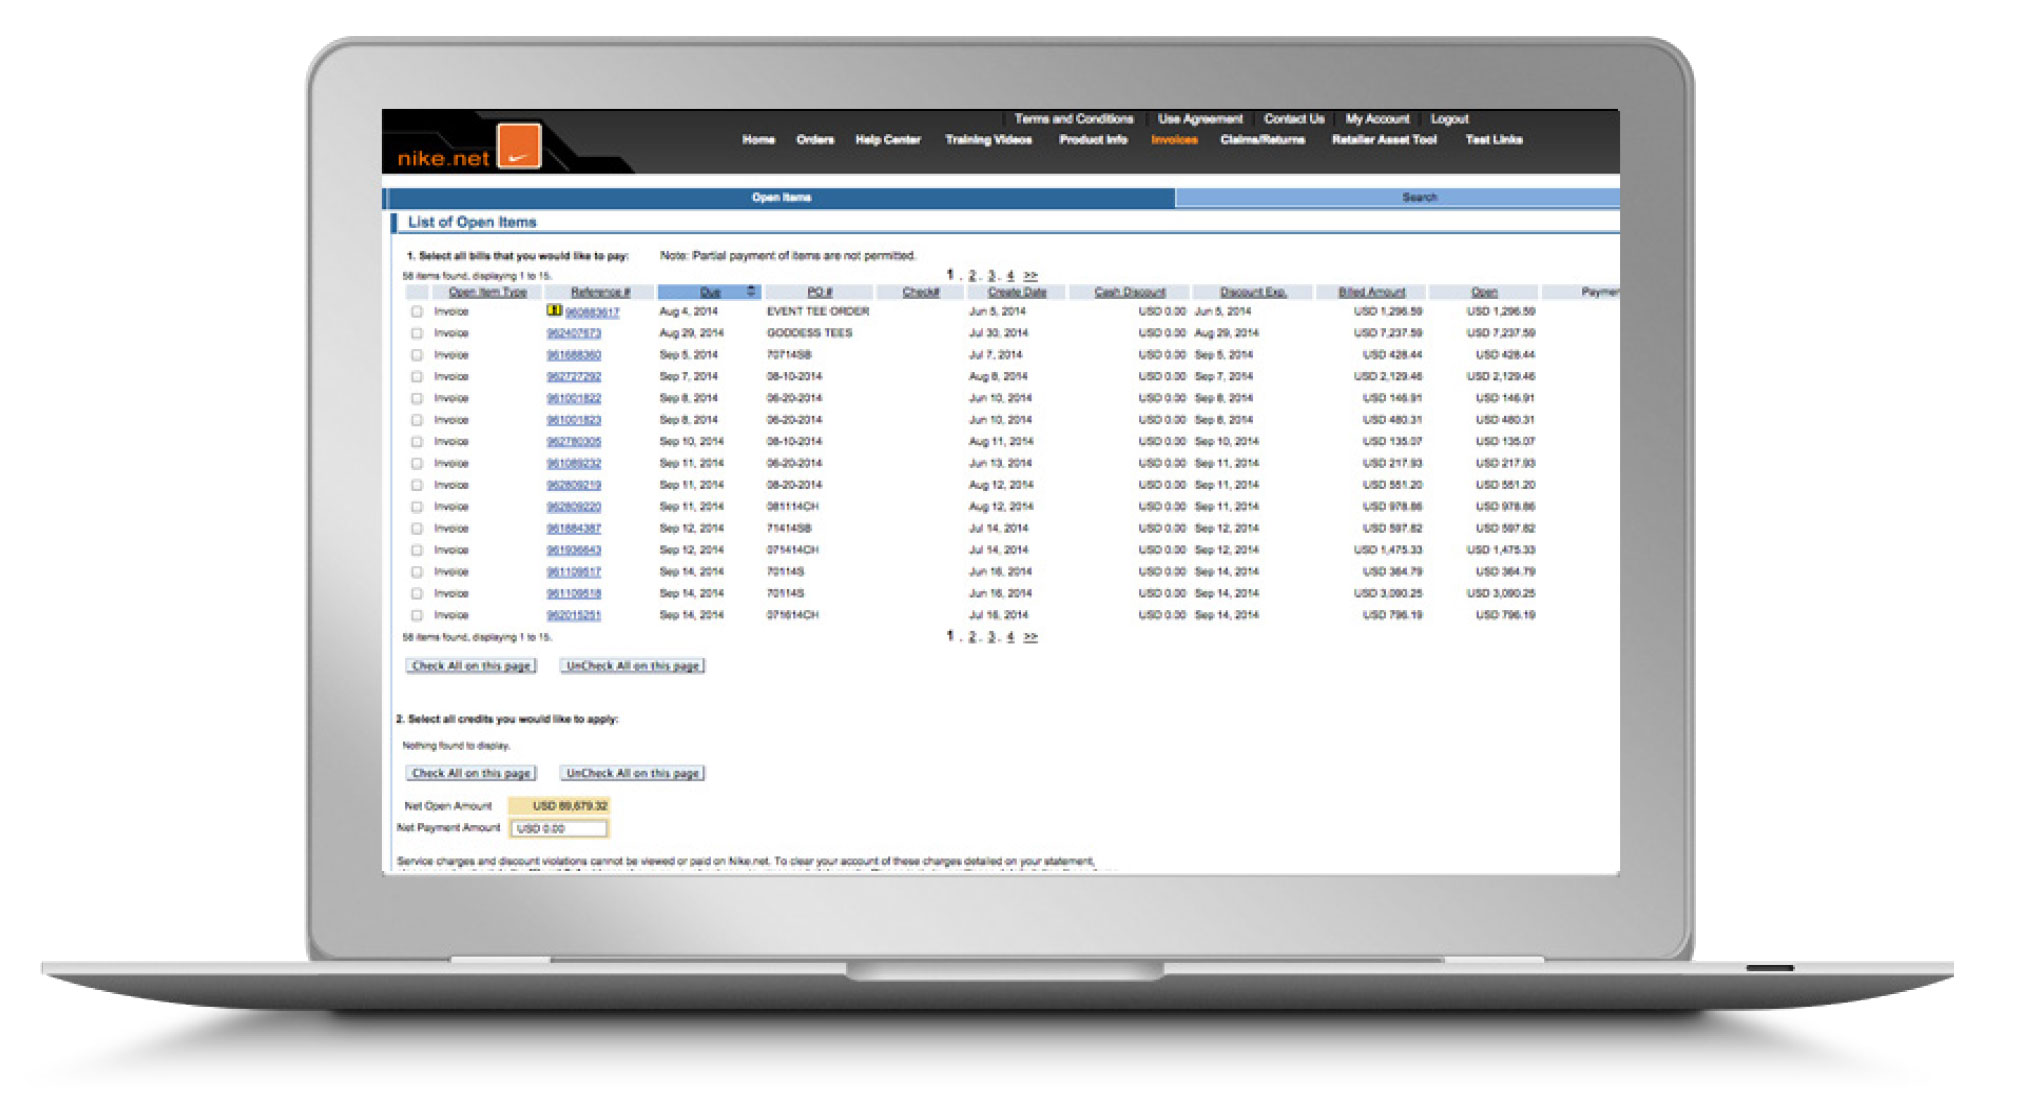 Terms and Conditions Use Agreement Contact Us My Account Logout
Home Orders Help Center Training Videos Product Info Invoices Claims/Returns Retailer Asset Tool Test Links
nike.net
Open Items Search
List of Open Items
1. Select all bills that you would like to pay: Note: Partial payment of items are not permitted.
58 items found, displaying 1 to 15. 1 . 2 . 3 . 4 >>
Open Item Type Reference # Due PO # Check# Create Date Cash Discount Discount Exp. Billed Amount Open Paymen
Invoice 960883617 Aug 4, 2014 EVENT TEE ORDER Jun 5, 2014 USD 0.00 Jun 5, 2014 USD 1,296.59 USD 1,296.59
Invoice 962407673 Aug 29, 2014 GODDESS TEES Jul 30, 2014 USD 0.00 Aug 29, 2014 USD 7,237.59 USD 7,237.59
Invoice 961688360 Sep 5, 2014 70714SB Jul 7, 2014 USD 0.00 Sep 5, 2014 USD 428.44 USD 428.44
Invoice 962727292 Sep 7, 2014 08-10-2014 Aug 8, 2014 USD 0.00 Sep 7, 2014 USD 2,129.46 USD 2,129.46
Invoice 961001822 Sep 8, 2014 06-20-2014 Jun 10, 2014 USD 0.00 Sep 8, 2014 USD 146.91 USD 146.91
Invoice 961001823 Sep 8, 2014 06-20-2014 Jun 10, 2014 USD 0.00 Sep 8, 2014 USD 480.31 USD 480.31
Invoice 962780305 Sep 10, 2014 08-10-2014 Aug 11, 2014 USD 0.00 Sep 10, 2014 USD 135.07 USD 135.07
Invoice 961089232 Sep 11, 2014 06-20-2014 Jun 13, 2014 USD 0.00 Sep 11, 2014 USD 217.93 USD 217.93
Invoice 962809219 Sep 11, 2014 08-20-2014 Aug 12, 2014 USD 0.00 Sep 11, 2014 USD 551.20 USD 551.20
Invoice 962809220 Sep 11, 2014 081114CH Aug 12, 2014 USD 0.00 Sep 11, 2014 USD 978.86 USD 978.86
Invoice 961884387 Sep 12, 2014 71414SB Jul 14, 2014 USD 0.00 Sep 12, 2014 USD 597.82 USD 597.82
Invoice 961936643 Sep 12, 2014 071414CH Jul 14, 2014 USD 0.00 Sep 12, 2014 USD 1,475.33 USD 1,475.33
Invoice 961109517 Sep 14, 2014 70114S Jun 16, 2014 USD 0.00 Sep 14, 2014 USD 364.79 USD 364.79
Invoice 961109518 Sep 14, 2014 70114S Jun 16, 2014 USD 0.00 Sep 14, 2014 USD 3,090.25 USD 3,090.25
Invoice 962015251 Sep 14, 2014 071614CH Jul 16, 2014 USD 0.00 Sep 14, 2014 USD 796.19 USD 796.19
58 items found, displaying 1 to 15. 1 . 2 . 3 . 4 >>
Check All on this page UnCheck All on this page
2. Select all credits you would like to apply:
Nothing found to display.
Check All on this page UnCheck All on this page
Net Open Amount USD 89,679.32
Net Payment Amount USD 0.00
Service charges and discount violations cannot be viewed or paid on Nike.net. To clear your account of these charges detailed on your statement,